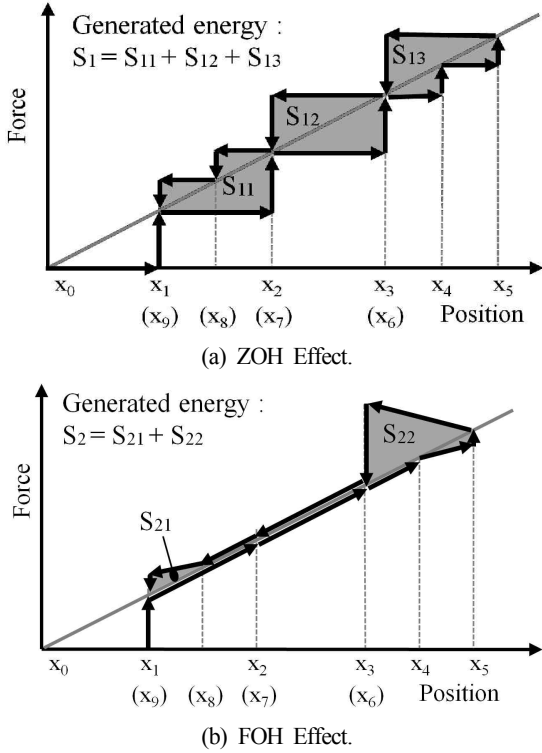 Generated energy :
S₁ = S₁₁ + S₁₂ + S₁₃
S₁₃
S₁₂
S₁₁
Force
x₀ x₁ x₂ x₃ x₄ x₅
(x₉) (x₈) (x₇) (x₆) Position
(a) ZOH Effect.
Generated energy :
S₂ = S₂₁ + S₂₂
S₂₂
S₂₁
Force
x₀ x₁ x₂ x₃ x₄ x₅
(x₉) (x₈) (x₇) (x₆) Position
(b) FOH Effect.